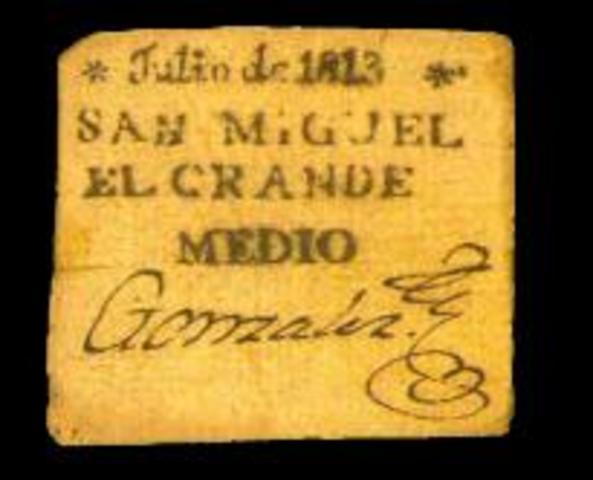 * Julio de 1813 *
SAN MIGUEL
EL GRANDE
MEDIO
Gonzalez.